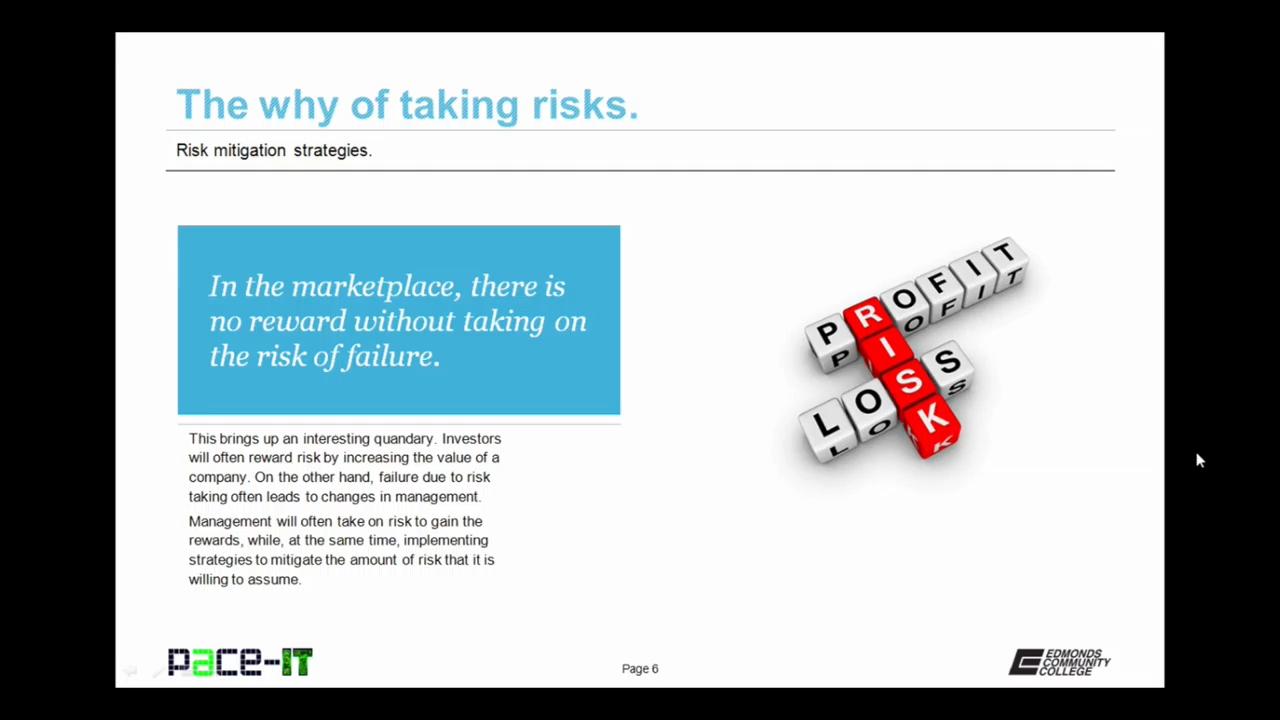 The why of taking risks.
Risk mitigation strategies.
In the marketplace, there is
no reward without taking on
the risk of failure.
This brings up an interesting quandary. Investors
will often reward risk by increasing the value of a
company. On the other hand, failure due to risk
taking often leads to changes in management.
Management will often take on risk to gain the
rewards, while, at the same time, implementing
strategies to mitigate the amount of risk that it is
willing to assume.
PROFIT
RISK
LOSS
pace-IT
Page 6
EDMONDS
COMMUNITY
COLLEGE